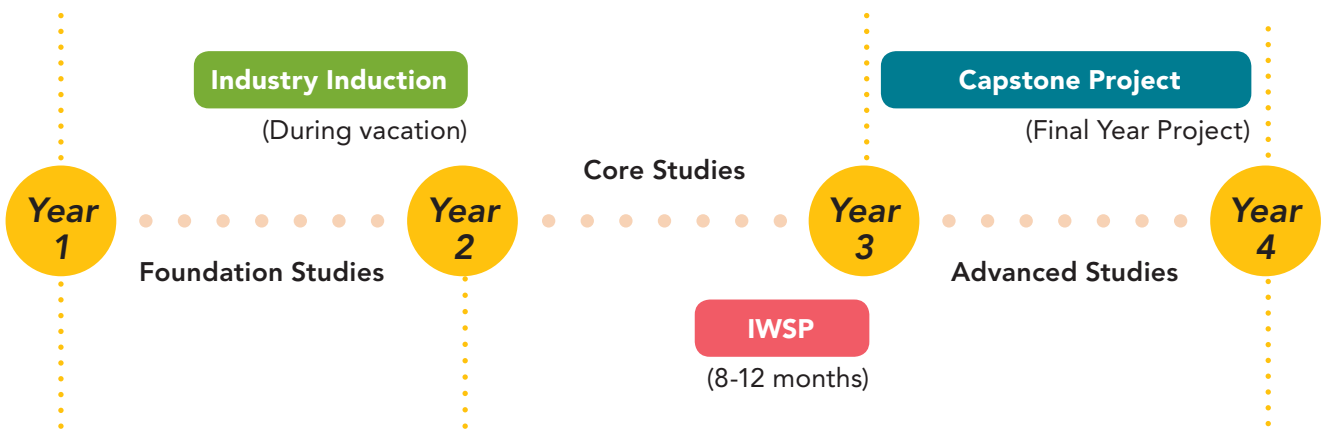 Industry Induction
(During vacation)
Capstone Project
(Final Year Project)
Core Studies
Year
1
Year
2
Year
3
Year
4
Foundation Studies
Advanced Studies
IWSP
(8-12 months)